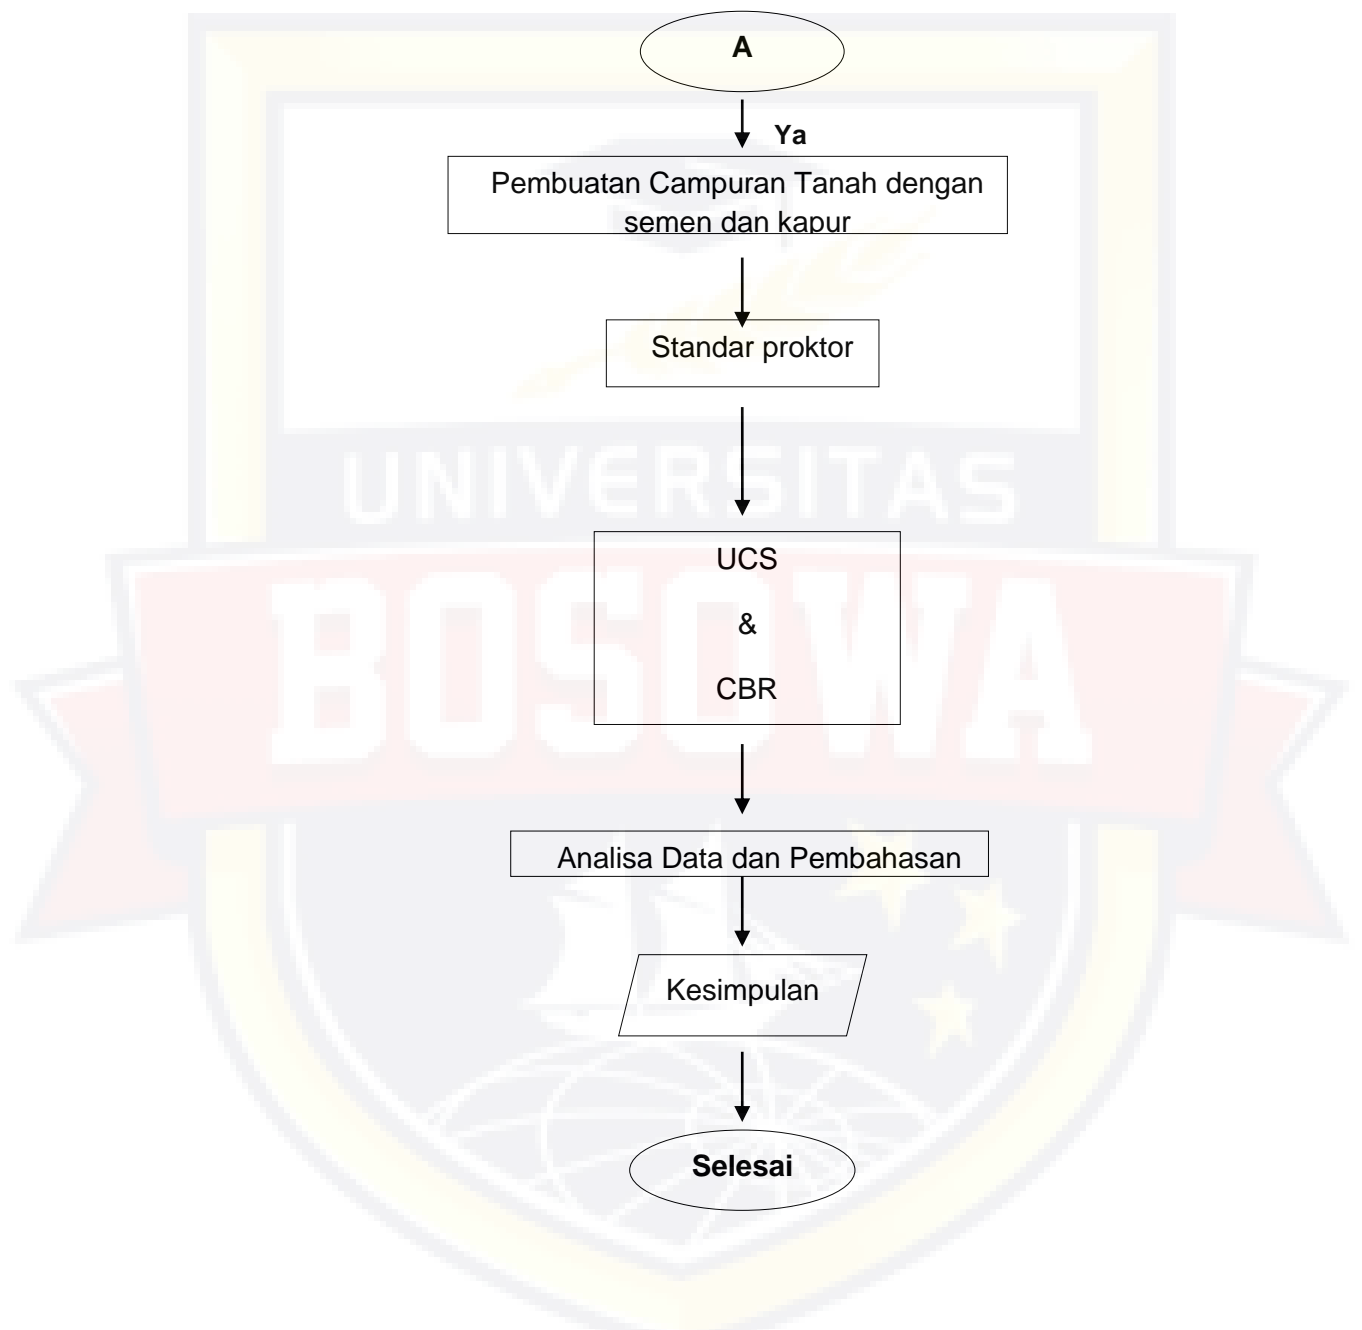 A
Ya
Pembuatan Campuran Tanah dengan
semen dan kapur
Standar proktor
UNIVERSITAS
UCS
&
BOSOWA
CBR
Analisa Data dan Pembahasan
Kesimpulan
Selesai